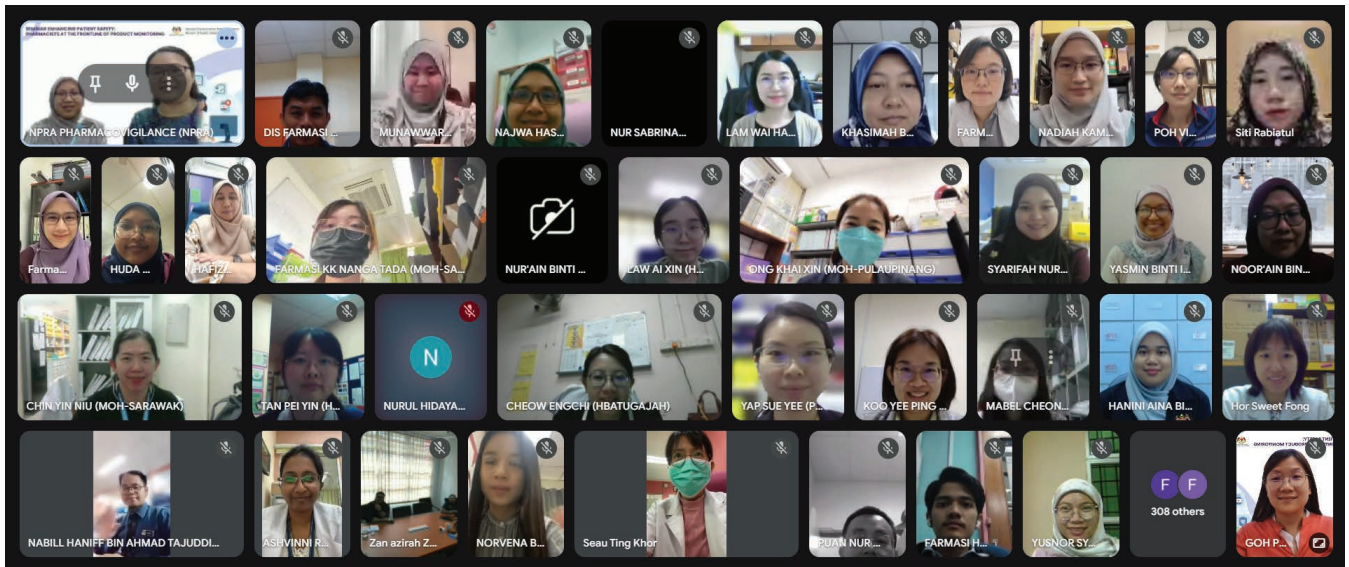 SEMINAR ENHANCING PATIENT SAFETY:
PHARMACISTS AT THE FRONTLINE OF PRODUCT MONITORING
NPRA PHARMACOVIGILANCE (NPRA)
DIS FARMASI ...
MUNAWWAR...
NAJWA HAS...
NUR SABRINA...
LAM WAI HA...
KHASIMAH B...
FARM...
NADIAH KAM...
POH VI...
Siti Rabiatul
Farma...
HUDA ...
HAFIZ...
FARMASI KK NANGA TADA (MOH-SA...
NUR'AIN BINTI ...
LAW AI XIN (H...
ONG KHAI XIN (MOH-PULAUPINANG)
SYARIFAH NUR...
YASMIN BINTI I...
NOOR'AIN BIN...
CHIN YIN NIU (MOH-SARAWAK)
TAN PEI YIN (H...
N
NURUL HIDAYA...
CHEOW ENGCHI (HBATUGAJAH)
YAP SUE YEE (P...
KOO YEE PING ...
MABEL CHEON...
HANINI AINA BI...
Hor Sweet Fong
NABILL HANIFF BIN AHMAD TAJUDDI...
ASHVINNI R...
Zan azirah Z...
NORVENA B...
Seau Ting Khor
PUAN NUR ...
FARMASI H...
YUSNOR SY...
F F
308 others
GOH P...